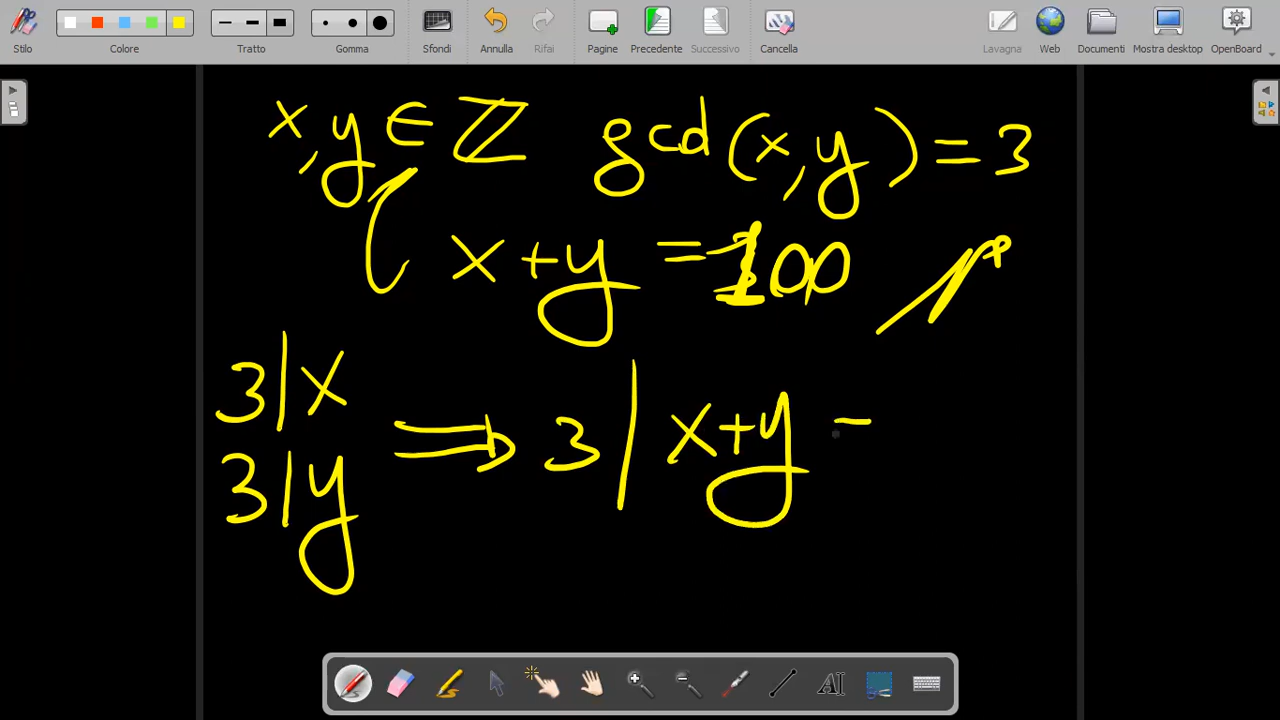 Stilo Colore Tratto Gomma Sfondi Annulla Rifai Pagine Precedente Successivo Cancella Lavagna Web Documenti Mostra desktop OpenBoard
x,y ∈ ℤ gcd(x,y) = 3
x+y = 100
3|x
3|y ⟹ 3 | x+y =